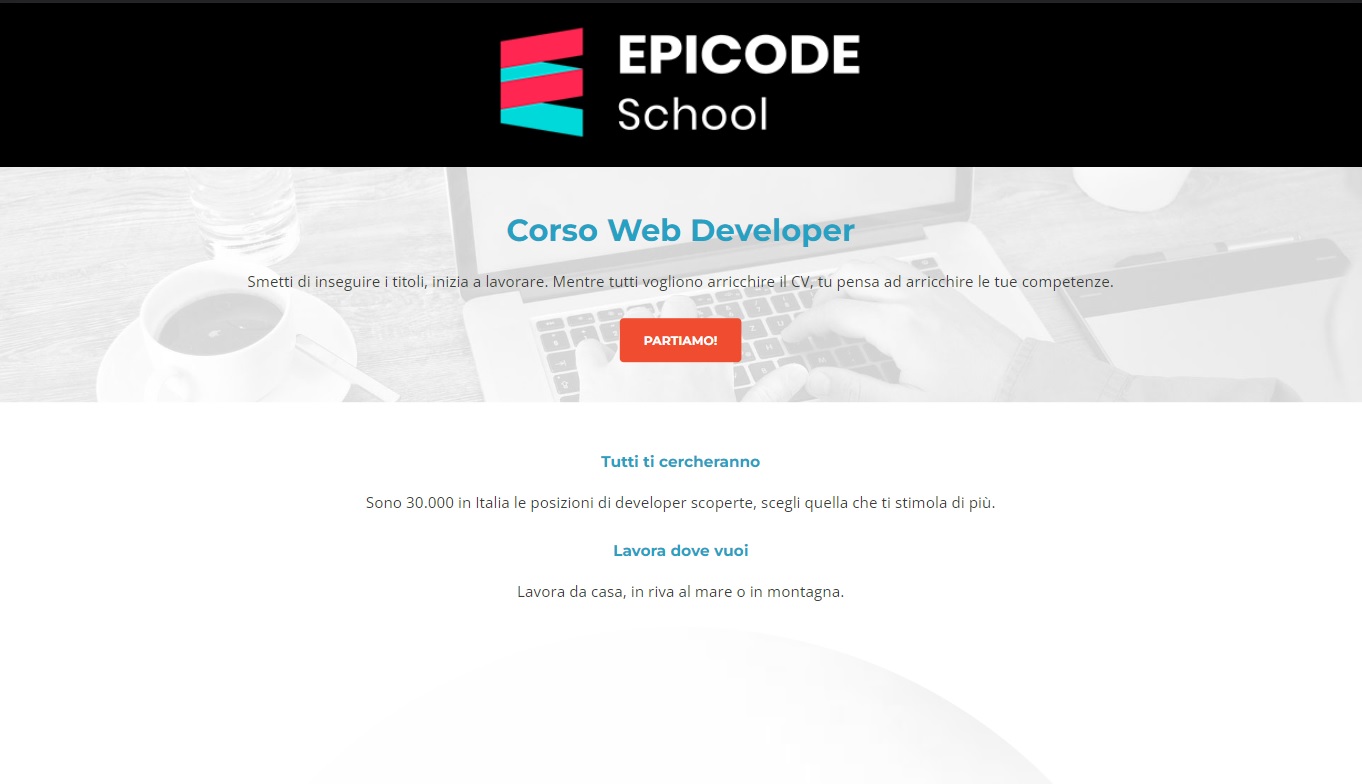 EPICODE
School
Corso Web Developer
Smetti di inseguire i titoli, inizia a lavorare. Mentre tutti vogliono arricchire il CV, tu pensa ad arricchire le tue competenze.
PARTIAMO!
Tutti ti cercheranno
Sono 30.000 in Italia le posizioni di developer scoperte, scegli quella che ti stimola di più.
Lavora dove vuoi
Lavora da casa, in riva al mare o in montagna.